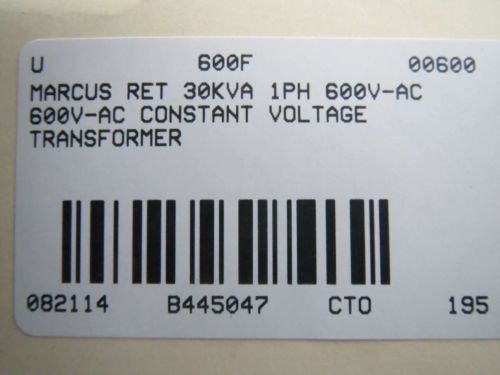 U 600F 00600
MARCUS RET 30KVA 1PH 600V-AC
600V-AC CONSTANT VOLTAGE
TRANSFORMER
082114 B445047 CTO 195